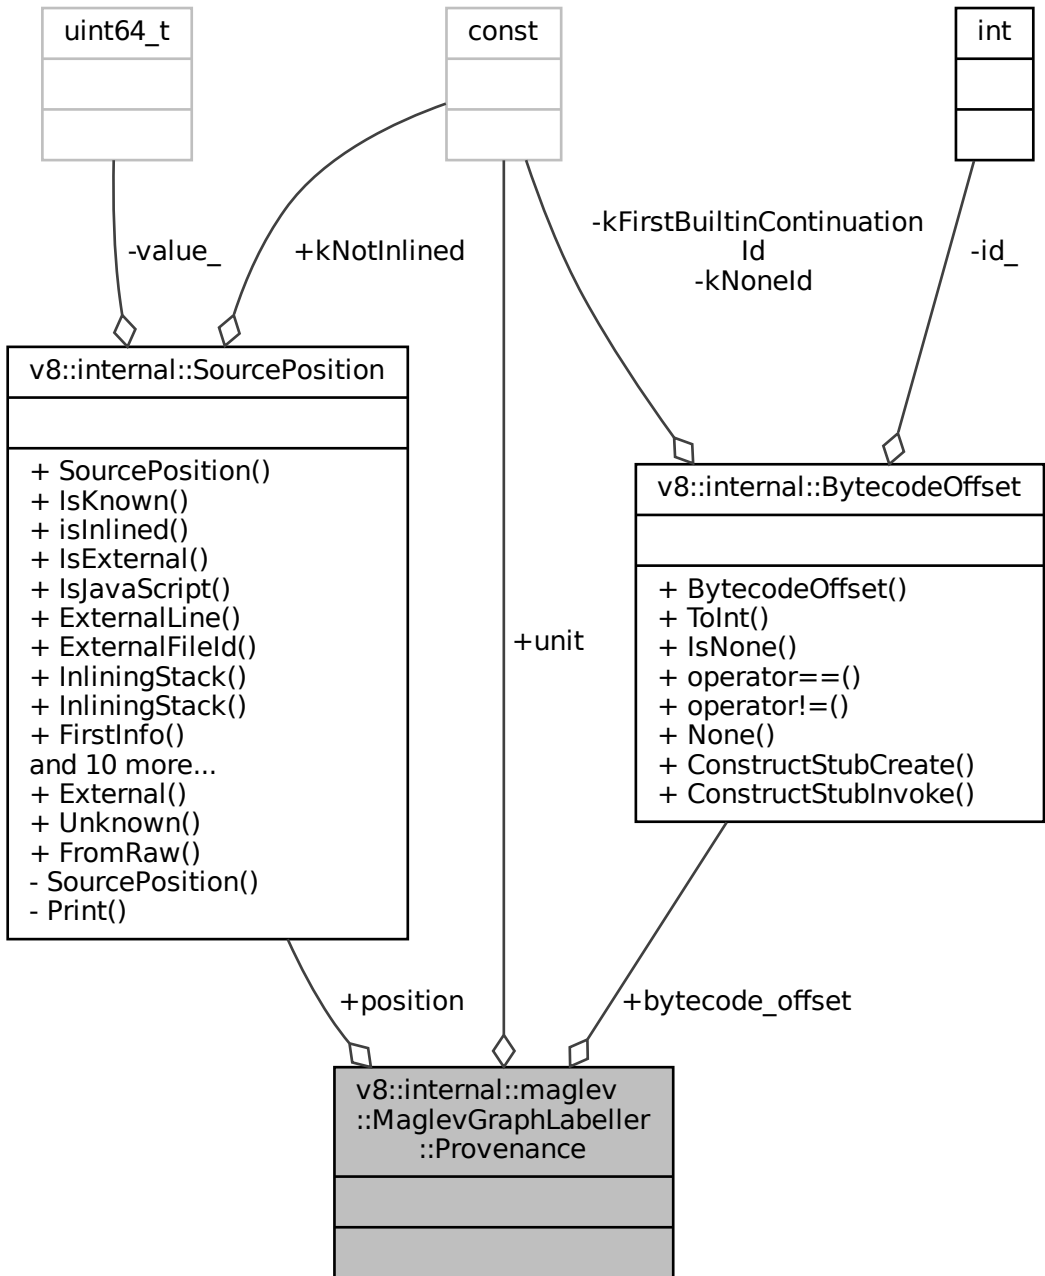 uint64_t
const
int
-kFirstBuiltinContinuation
Id
-kNoneId
-value_
+kNotInlined
-id_
v8::internal::SourcePosition
+ SourcePosition()
+ IsKnown()
+ isInlined()
+ IsExternal()
+ IsJavaScript()
+ ExternalLine()
+ ExternalFileId()
+ InliningStack()
+ InliningStack()
+ FirstInfo()
and 10 more...
+ External()
+ Unknown()
+ FromRaw()
- SourcePosition()
- Print()
+unit
v8::internal::BytecodeOffset
+ BytecodeOffset()
+ ToInt()
+ IsNone()
+ operator==()
+ operator!=()
+ None()
+ ConstructStubCreate()
+ ConstructStubInvoke()
+position
+bytecode_offset
v8::internal::maglev
::MaglevGraphLabeller
::Provenance